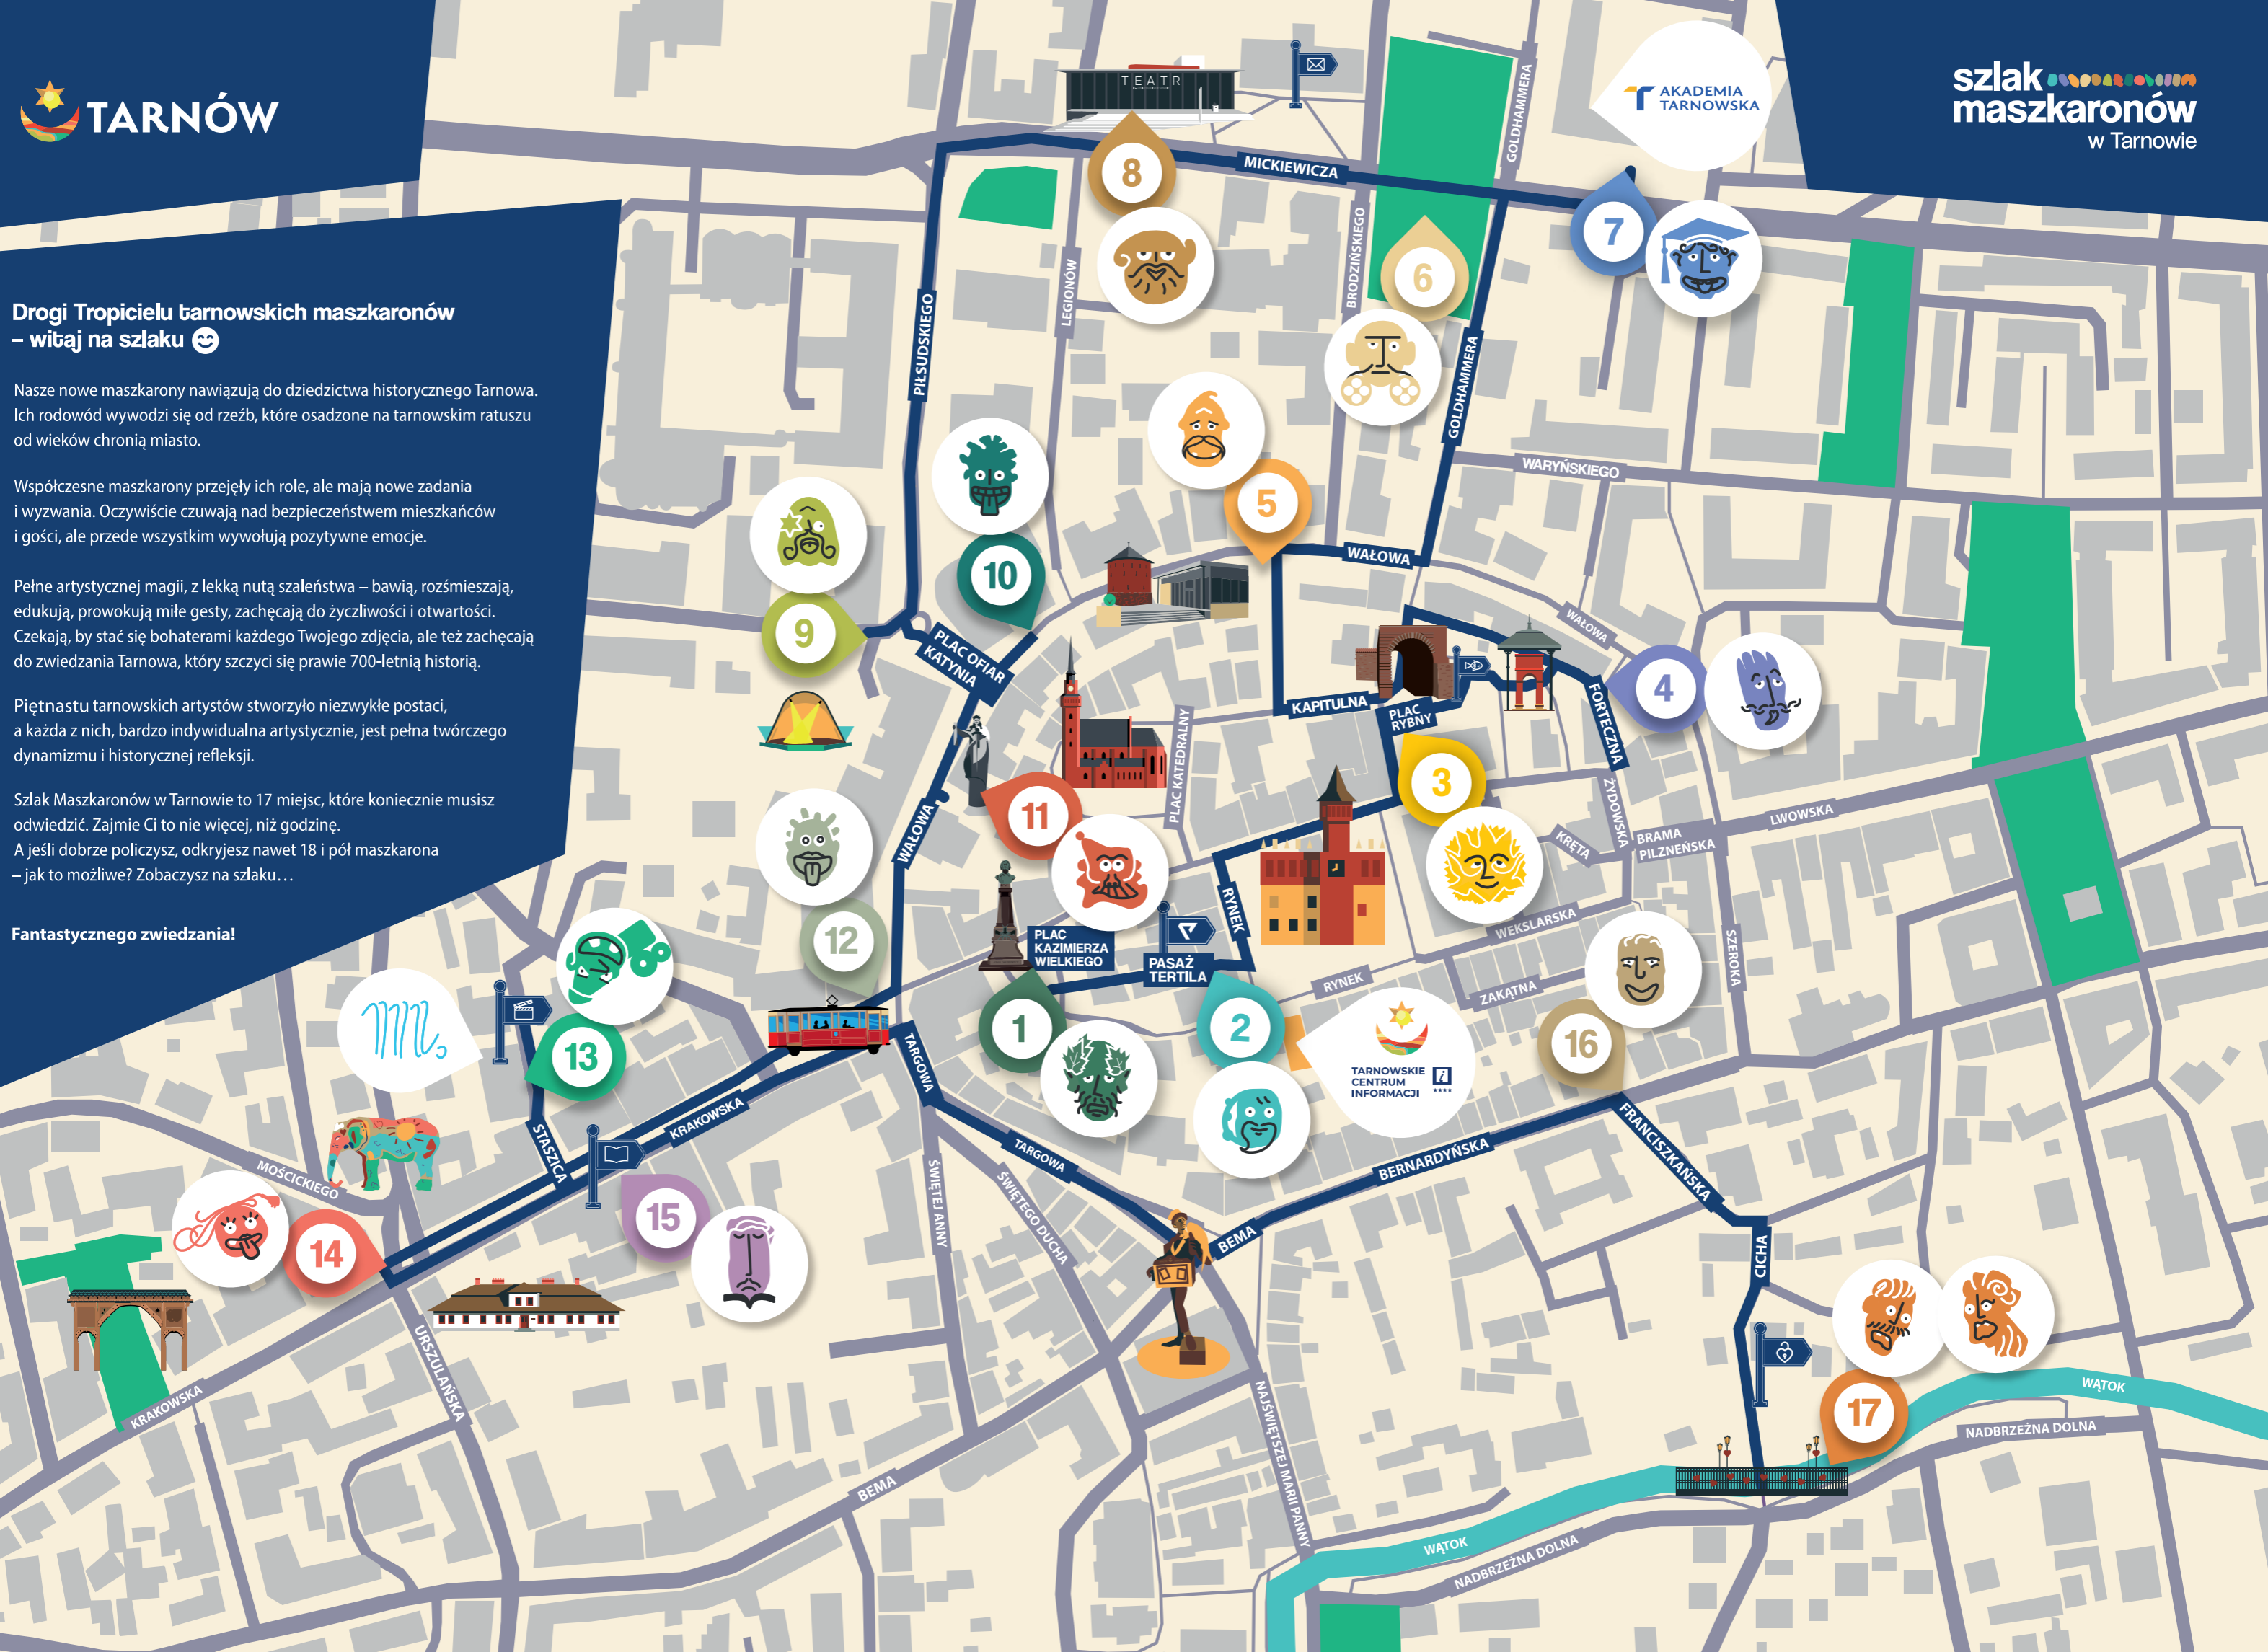 TARNÓW
szlak
maszkaronów
w Tarnowie
Drogi Tropicielu tarnowskich maszkaronów
– witaj na szlaku
Nasze nowe maszkarony nawiązują do dziedzictwa historycznego Tarnowa.
Ich rodowód wywodzi się od rzeźb, które osadzone na tarnowskim ratuszu
od wieków chronią miasto.
Współczesne maszkarony przejęły ich role, ale mają nowe zadania
i wyzwania. Oczywiście czuwają nad bezpieczeństwem mieszkańców
i gości, ale przede wszystkim wywołują pozytywne emocje.
Pełne artystycznej magii, z lekką nutą szaleństwa – bawią, rozśmieszają,
edukują, prowokują miłe gesty, zachęcają do życzliwości i otwartości.
Czekają, by stać się bohaterami każdego Twojego zdjęcia, ale też zachęcają
do zwiedzania Tarnowa, który szczyci się prawie 700-letnią historią.
Piętnastu tarnowskich artystów stworzyło niezwykłe postaci,
a każda z nich, bardzo indywidualna artystycznie, jest pełna twórczego
dynamizmu i historycznej refleksji.
Szlak Maszkaronów w Tarnowie to 17 miejsc, które koniecznie musisz
odwiedzić. Zajmie Ci to nie więcej, niż godzinę.
A jeśli dobrze policzysz, odkryjesz nawet 18 i pół maszkarona
– jak to możliwe? Zobaczysz na szlaku…
Fantastycznego zwiedzania!
TEATR
AKADEMIA
TARNOWSKA
GOLDHAMMERA
MICKIEWICZA
8
7
6
BRODZIŃSKIEGO
LEGIONÓW
PIŁSUDSKIEGO
GOLDHAMMERA
WARYŃSKIEGO
5
WAŁOWA
10
9
WAŁOWA
PLAC OFIAR
KATYNIA
4
KAPITULNA
PLAC
RYBNY
FORTECZNA
PLAC KATEDRALNY
3
11
WAŁOWA
ŻYDOWSKA
KRĘTA
BRAMA
PILZNEŃSKA
LWOWSKA
RYNEK
WEKSLARSKA
SZEROKA
12
PLAC
KAZIMIERZA
WIELKIEGO
PASAŻ
TERTILA
RYNEK
ZAKĄTNA
1
2
16
13
TARNOWSKIE
CENTRUM
INFORMACJI
i
TARGOWA
KRAKOWSKA
STASZICA
MOŚCICKIEGO
TARGOWA
ŚWIĘTEJ ANNY
ŚWIĘTEGO DUCHA
BERNARDYŃSKA
FRANCISZKAŃSKA
BEMA
CICHA
15
14
URSZULAŃSKA
KRAKOWSKA
NAJŚWIĘTSZEJ MARII PANNY
17
WĄTOK
NADBRZEŻNA DOLNA
BEMA
WĄTOK
NADBRZEŻNA DOLNA